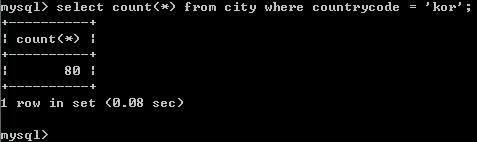 mysql> select count(*) from city where countrycode = 'kor';
+----------+
¦ count(*) ¦
+----------+
¦       80 ¦
+----------+
1 row in set (0.08 sec)
mysql>